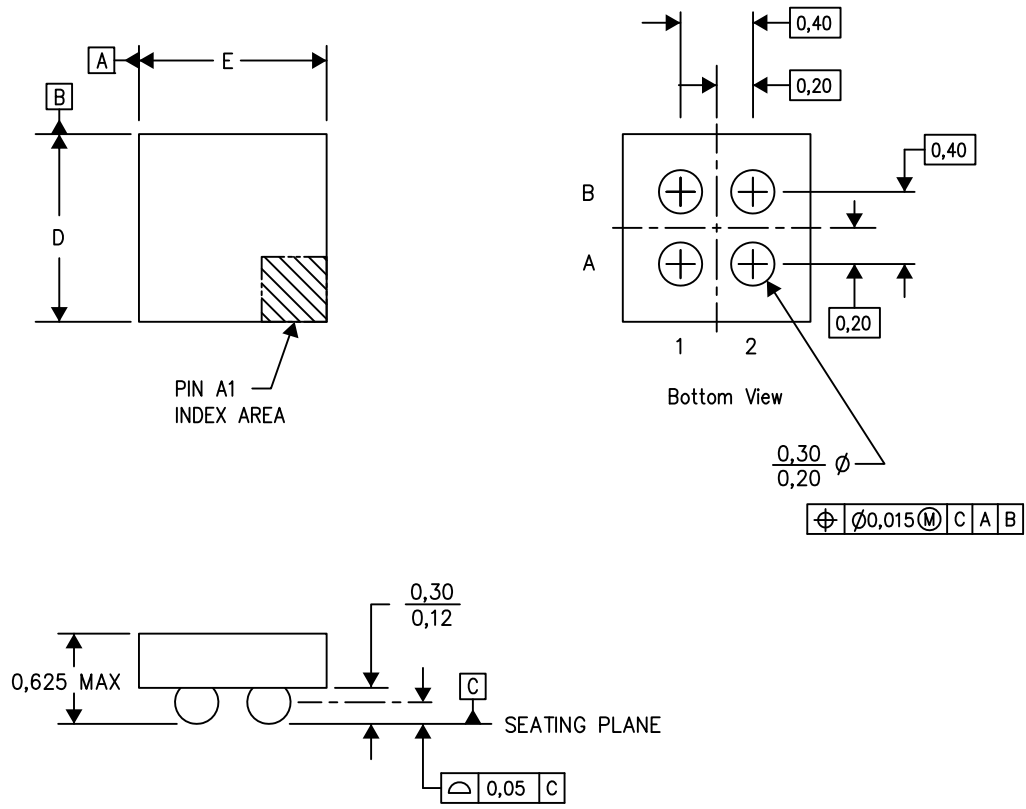 A
E
B
D
PIN A1
INDEX AREA
0,40
0,20
0,40
B
A
0,20
1 2
Bottom View
0,30
0,20 Ø
⌖ Ø0,015 Ⓜ C A B
0,30
0,12
0,625 MAX
C
SEATING PLANE
⌓ 0,05 C